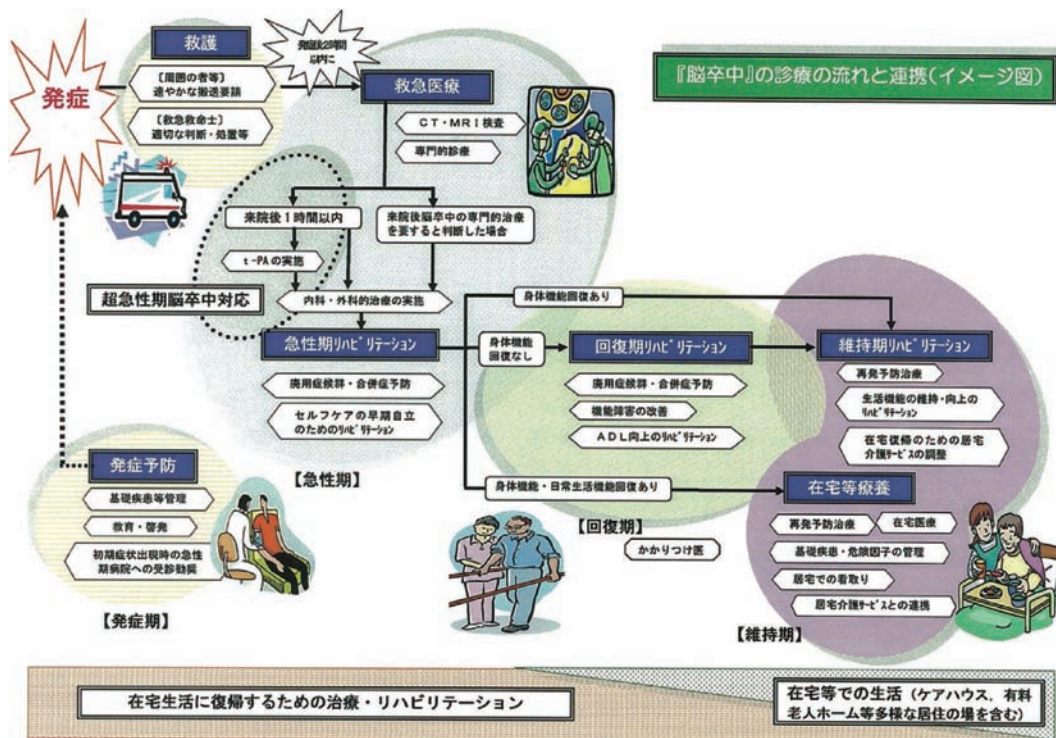 『脳卒中』の診療の流れと連携（イメージ図）
発症
救護
〔周囲の者等〕
速やかな搬送要請
〔救急救命士〕
適切な判断・処置等
発症後2時間
以内に
救急医療
ＣＴ・ＭＲＩ検査
専門的診療
来院後１時間以内
ｔ-PAの実施
来院後脳卒中の専門的治療
を要すると判断した場合
超急性期脳卒中対応
内科・外科的治療の実施
急性期ﾘﾊﾋﾞﾘﾃｰｼｮﾝ
廃用症候群・合併症予防
セルフケアの早期自立
のためのﾘﾊﾋﾞﾘﾃｰｼｮﾝ
【急性期】
身体機能回復あり
身体機能
回復なし
回復期ﾘﾊﾋﾞﾘﾃｰｼｮﾝ
廃用症候群・合併症予防
機能障害の改善
ＡＤＬ向上のﾘﾊﾋﾞﾘﾃｰｼｮﾝ
維持期ﾘﾊﾋﾞﾘﾃｰｼｮﾝ
再発予防治療
生活機能の維持・向上の
ﾘﾊﾋﾞﾘﾃｰｼｮﾝ
在宅復帰のための居宅
介護ｻｰﾋﾞｽの調整
発症予防
基礎疾患等管理
教育・啓発
初期症状出現時の急性
期病院への受診勧奨
【発症期】
身体機能・日常生活機能回復あり
【回復期】
かかりつけ医
在宅等療養
再発予防治療
在宅医療
基礎疾患・危険因子の管理
居宅での看取り
居宅介護ｻｰﾋﾞｽとの連携
【維持期】
在宅生活に復帰するための治療・リハビリテーション
在宅等での生活（ケアハウス、有料
老人ホーム等多様な居住の場を含む）